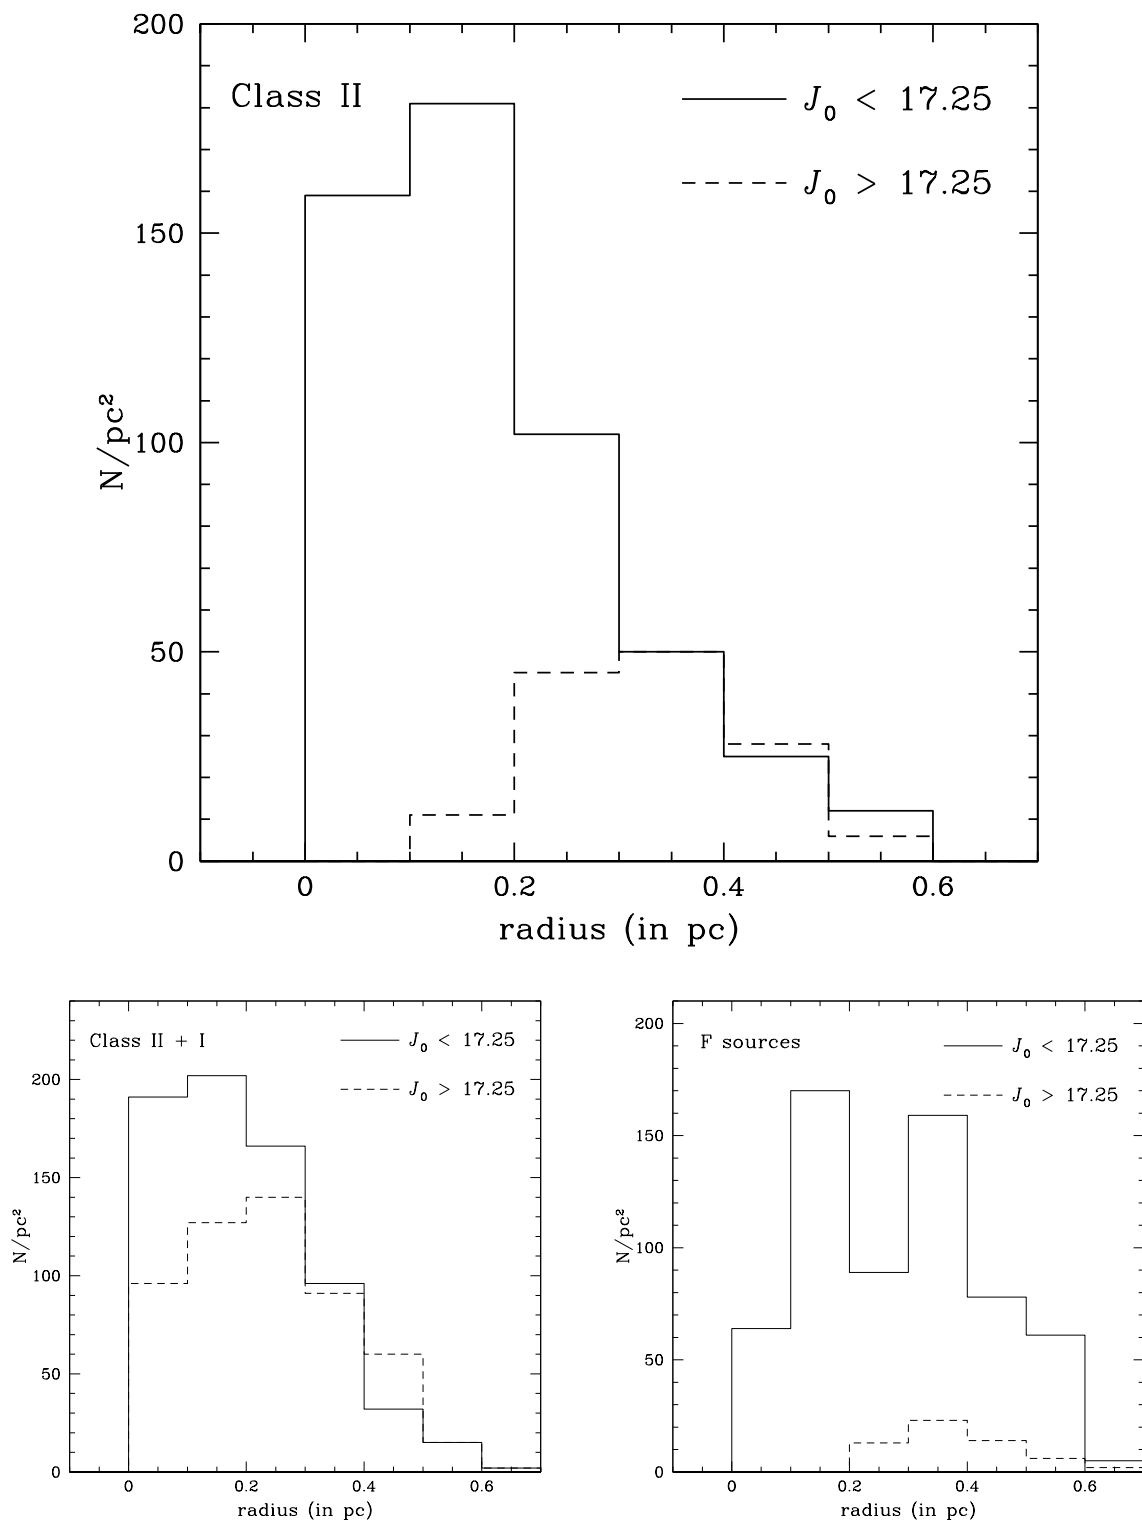 200
Class II
J0 < 17.25
J0 > 17.25
150
N/pc²
100
50
0
0 0.2 0.4 0.6
radius (in pc)
Class II + I
J0 < 17.25
J0 > 17.25
200
150
N/pc²
100
50
0
0 0.2 0.4 0.6
radius (in pc)
200
F sources
J0 < 17.25
J0 > 17.25
150
N/pc²
100
50
0
0 0.2 0.4 0.6
radius (in pc)